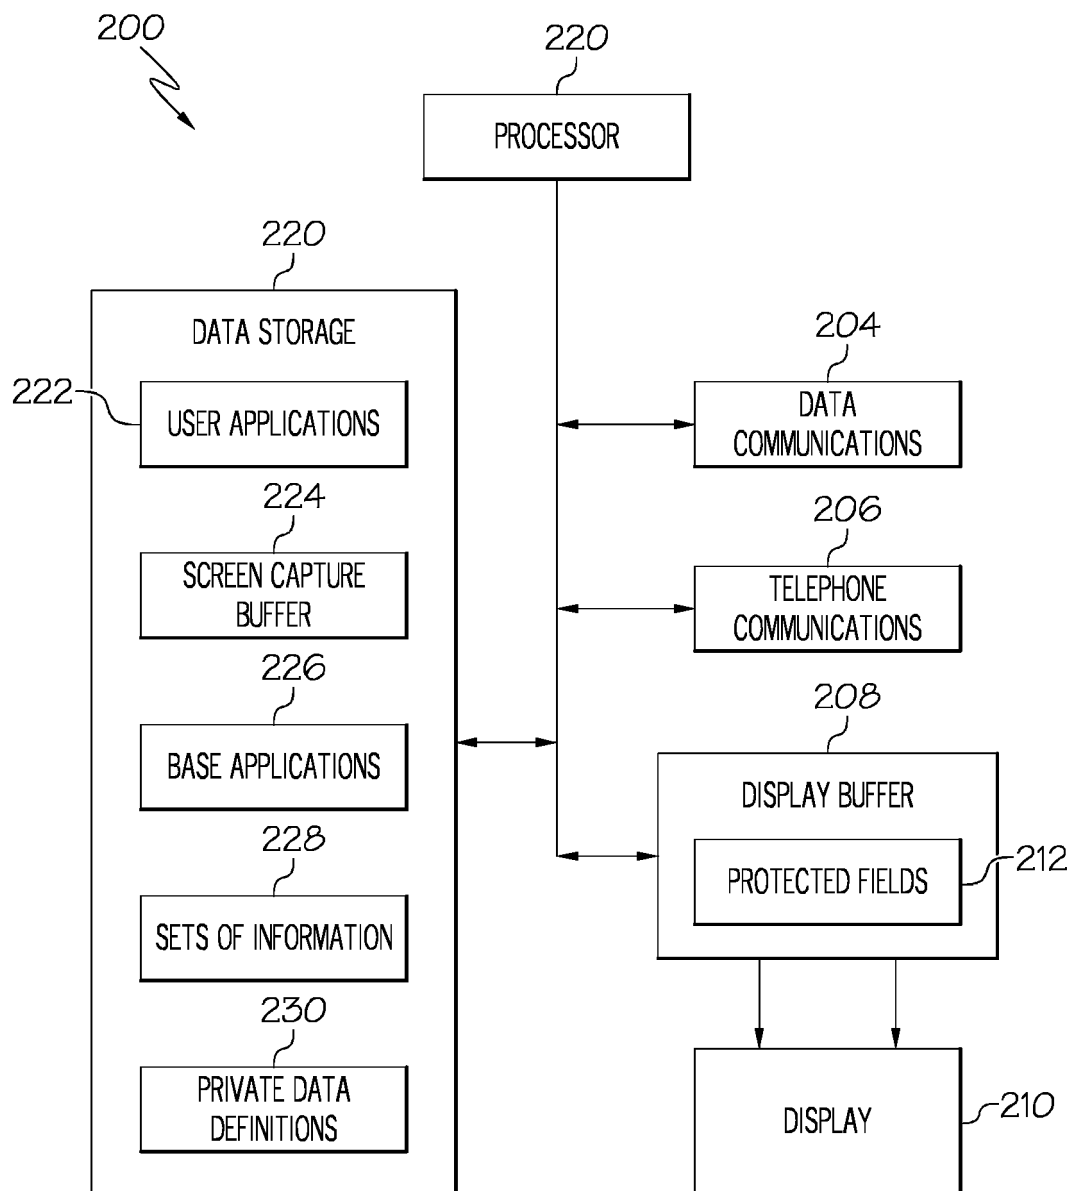 200
220
PROCESSOR
220
DATA STORAGE
222
USER APPLICATIONS
224
SCREEN CAPTURE
BUFFER
226
BASE APPLICATIONS
228
SETS OF INFORMATION
230
PRIVATE DATA
DEFINITIONS
204
DATA
COMMUNICATIONS
206
TELEPHONE
COMMUNICATIONS
208
DISPLAY BUFFER
PROTECTED FIELDS
212
DISPLAY
210